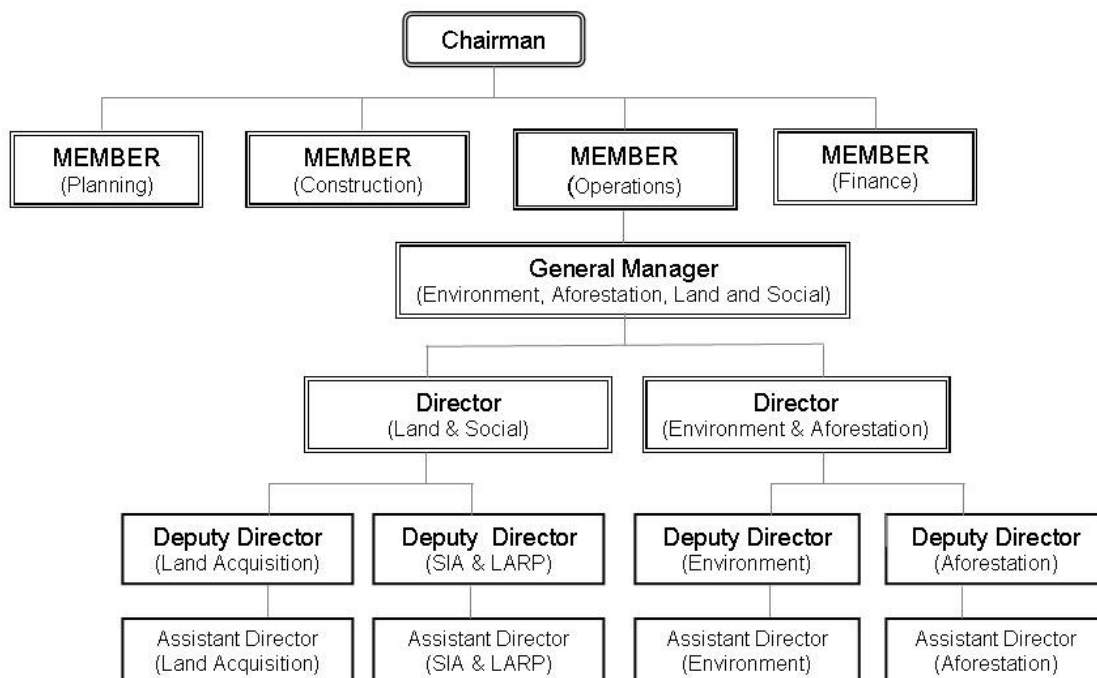 Chairman
MEMBER
(Planning)
MEMBER
(Construction)
MEMBER
(Operations)
MEMBER
(Finance)
General Manager
(Environment, Aforestation, Land and Social)
Director
(Land & Social)
Director
(Environment & Aforestation)
Deputy Director
(Land Acquisition)
Deputy Director
(SIA & LARP)
Deputy Director
(Environment)
Deputy Director
(Aforestation)
Assistant Director
(Land Acquisition)
Assistant Director
(SIA & LARP)
Assistant Director
(Environment)
Assistant Director
(Aforestation)